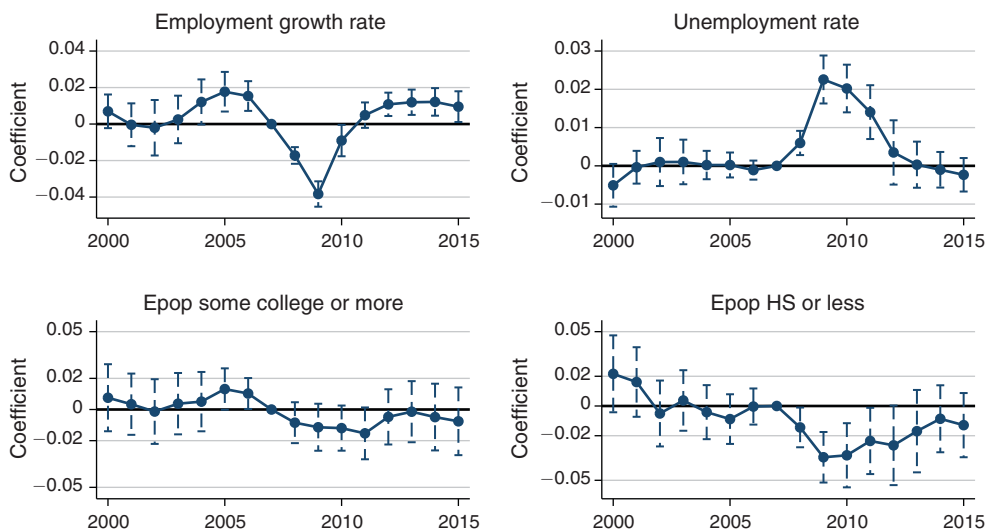 Employment growth rate
Coefficient
0.04
0.02
0
−0.02
−0.04
2000 2005 2010 2015
Unemployment rate
Coefficient
0.03
0.02
0.01
0
−0.01
2000 2005 2010 2015
Epop some college or more
Coefficient
0.05
0.02
0
−0.02
−0.05
2000 2005 2010 2015
Epop HS or less
Coefficient
0.05
0.02
0
−0.02
−0.05
2000 2005 2010 2015